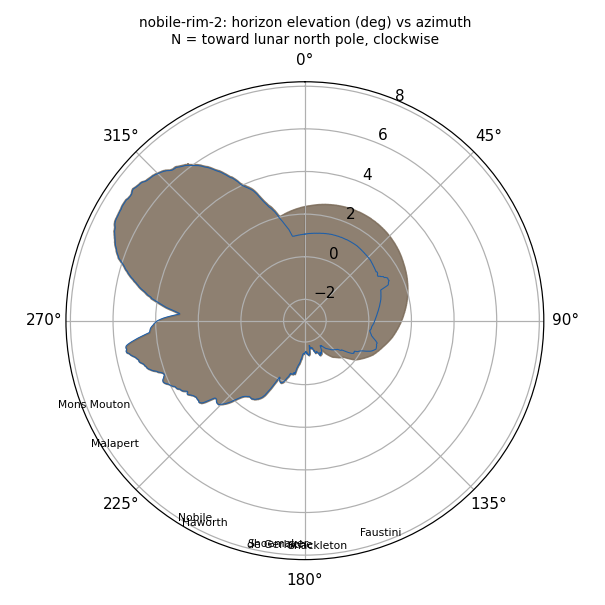 nobile-rim-2: horizon elevation (deg) vs azimuth
N = toward lunar north pole, clockwise
0°
8
315°
45°
6
4
2
0
−2
270°
90°
Mons Mouton
Malapert
225°
135°
Nobile
Haworth
Faustini
Shoemaker
Shackleton
180°